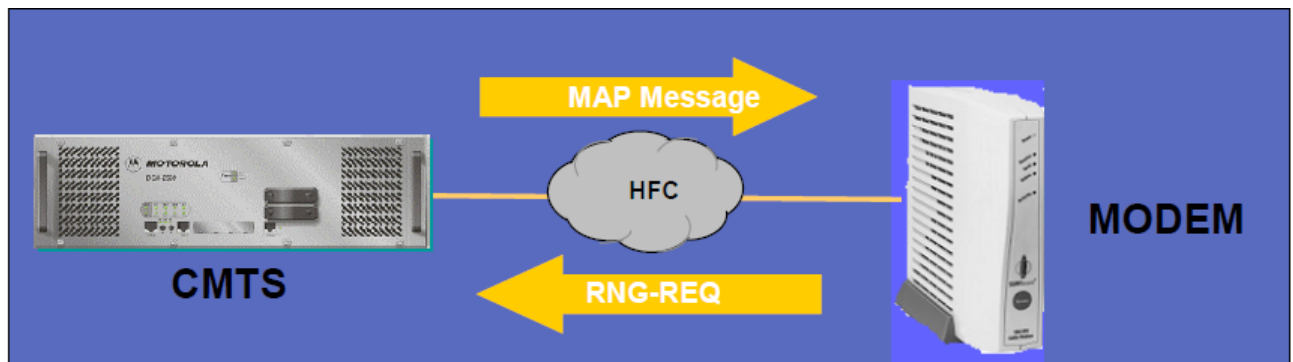 MAP Message
MOTOROLA
HFC
MODEM
CMTS
RNG-REQ